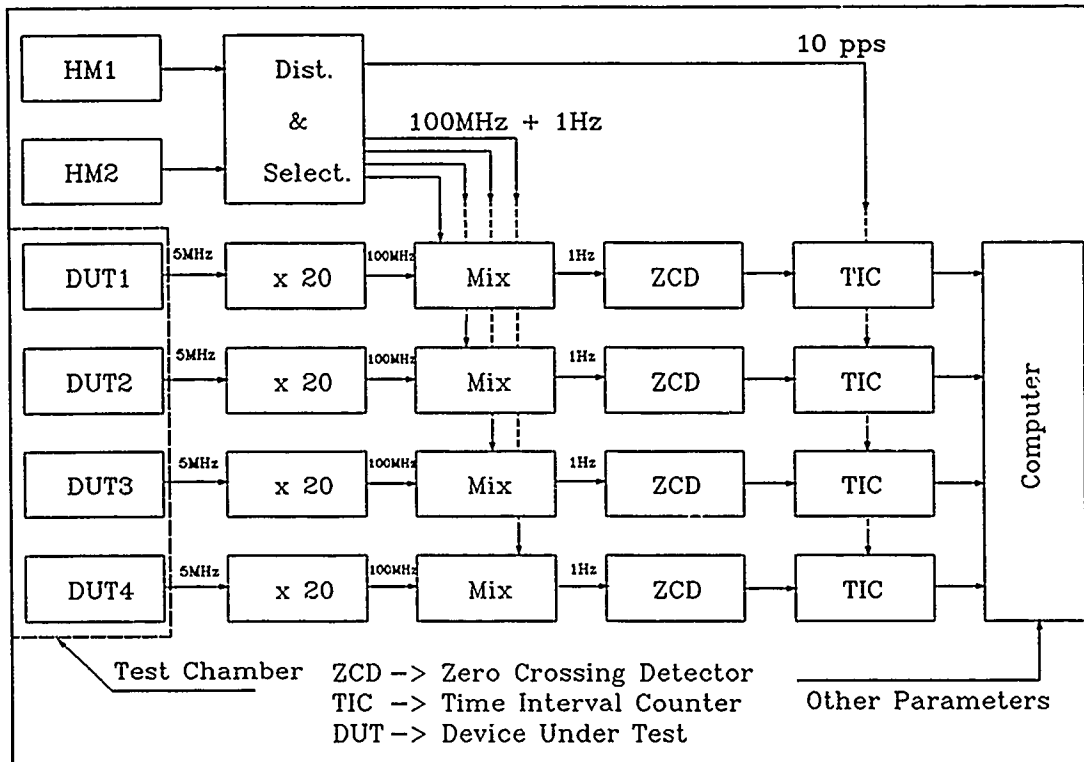 10 pps
HM1
Dist.
&
Select.
100MHz + 1Hz
HM2
DUT1
5MHz
x 20
100MHz
Mix
1Hz
ZCD
TIC
DUT2
5MHz
x 20
100MHz
Mix
1Hz
ZCD
TIC
DUT3
5MHz
x 20
100MHz
Mix
1Hz
ZCD
TIC
DUT4
5MHz
x 20
100MHz
Mix
1Hz
ZCD
TIC
Computer
Test Chamber
ZCD -> Zero Crossing Detector
TIC -> Time Interval Counter
DUT -> Device Under Test
Other Parameters